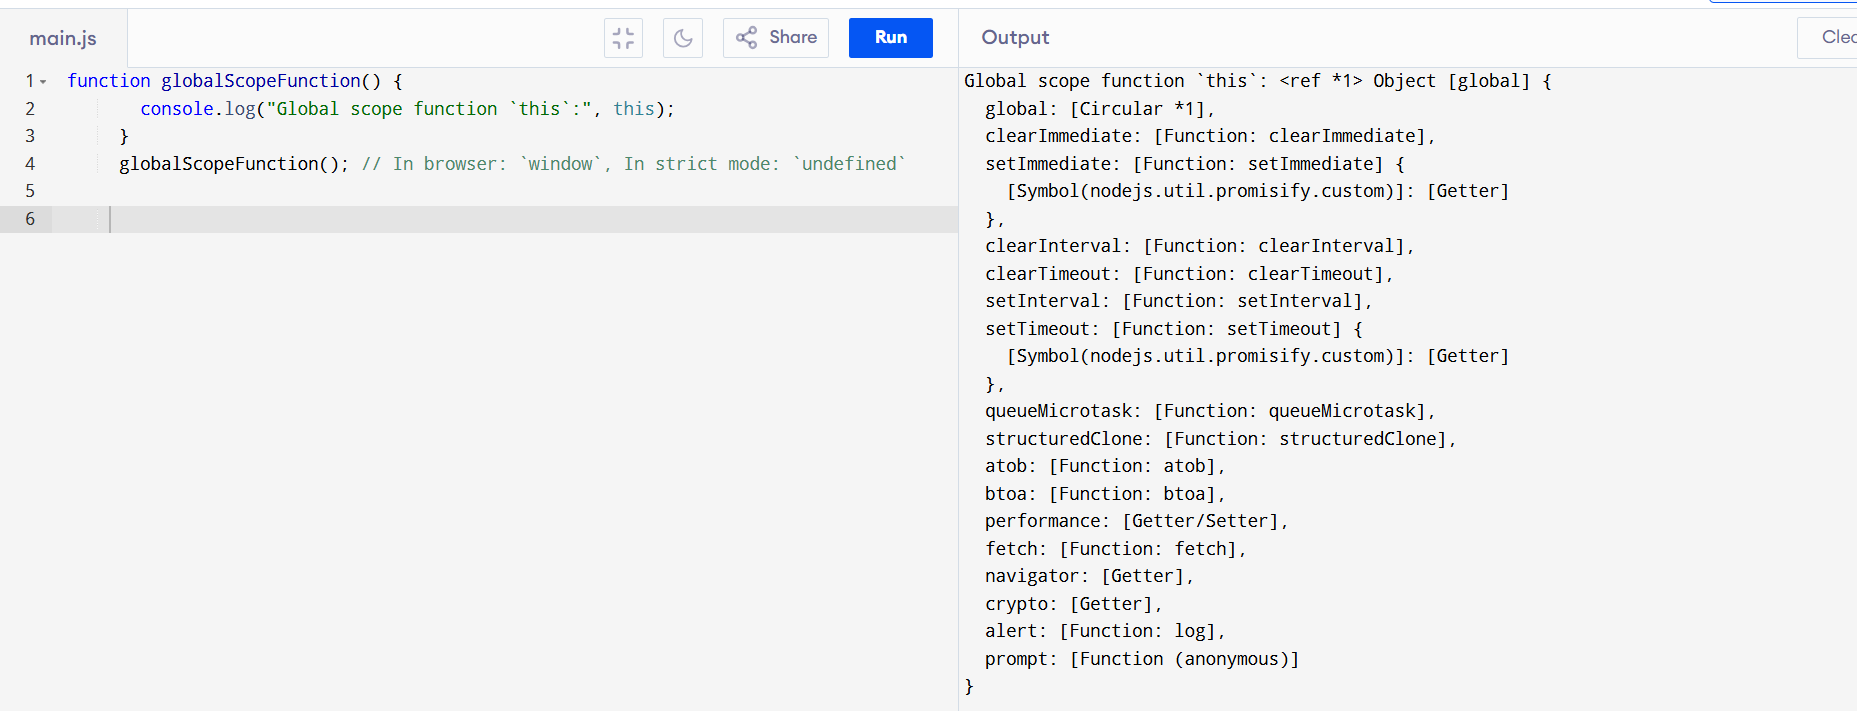 main.js
Share
Run
1 function globalScopeFunction() {
2 console.log("Global scope function `this`:", this);
3 }
4 globalScopeFunction(); // In browser: `window`, In strict mode: `undefined`
5
6
Output
Global scope function `this`: <ref *1> Object [global] {
global: [Circular *1],
clearImmediate: [Function: clearImmediate],
setImmediate: [Function: setImmediate] {
[Symbol(nodejs.util.promisify.custom)]: [Getter]
},
clearInterval: [Function: clearInterval],
clearTimeout: [Function: clearTimeout],
setInterval: [Function: setInterval],
setTimeout: [Function: setTimeout] {
[Symbol(nodejs.util.promisify.custom)]: [Getter]
},
queueMicrotask: [Function: queueMicrotask],
structuredClone: [Function: structuredClone],
atob: [Function: atob],
btoa: [Function: btoa],
performance: [Getter/Setter],
fetch: [Function: fetch],
navigator: [Getter],
crypto: [Getter],
alert: [Function: log],
prompt: [Function (anonymous)]
}